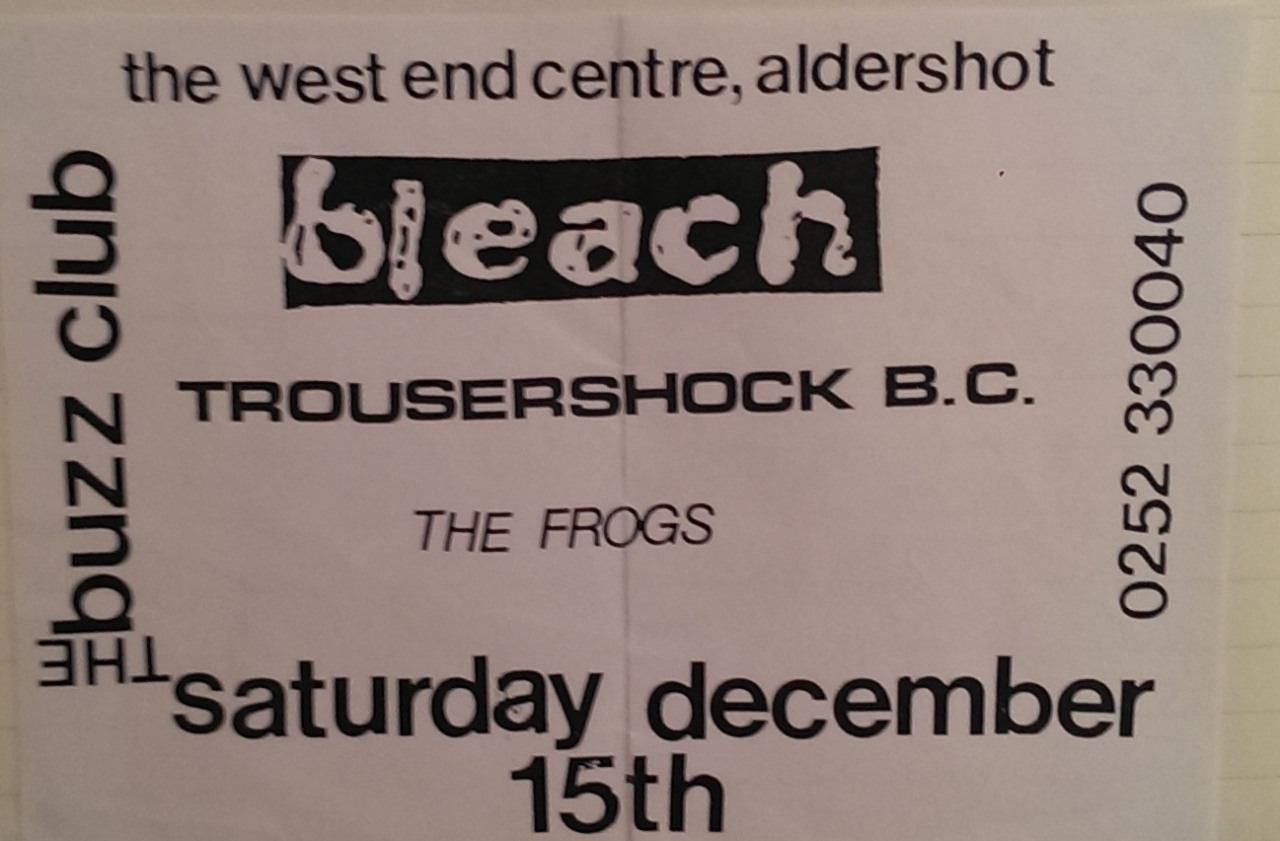 the west end centre, aldershot
THE
buzz club
bleach
TROUSERSHOCK B.C.
THE FROGS
0252 330040
saturday december
15th